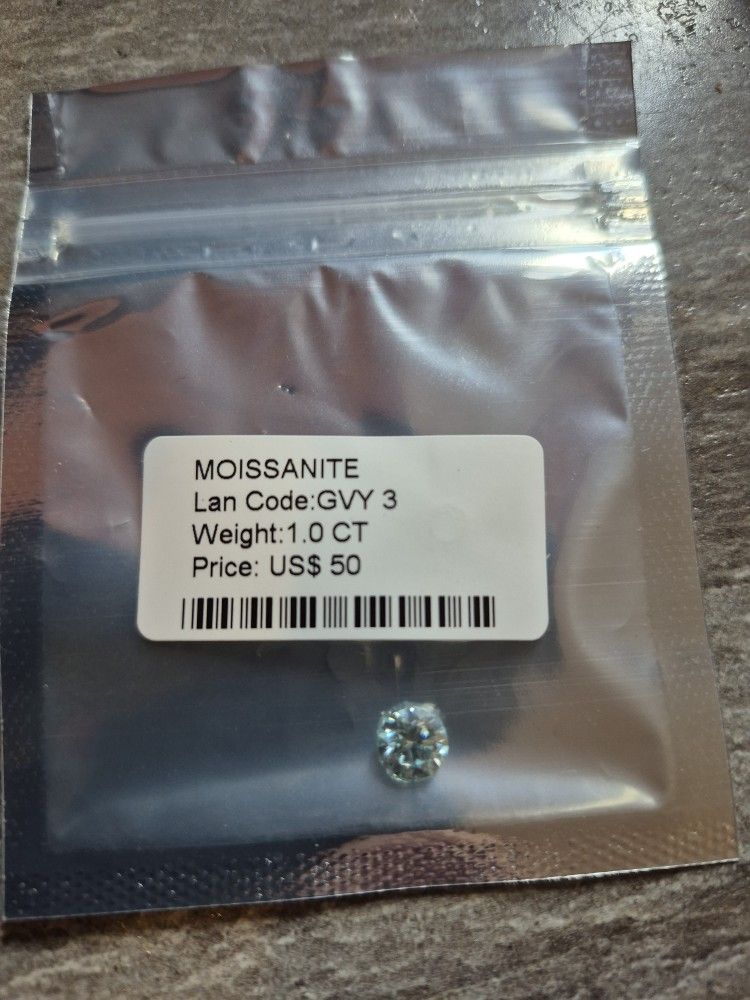 MOISSANITE
Lan Code:GVY 3
Weight:1.0 CT
Price: US$ 50